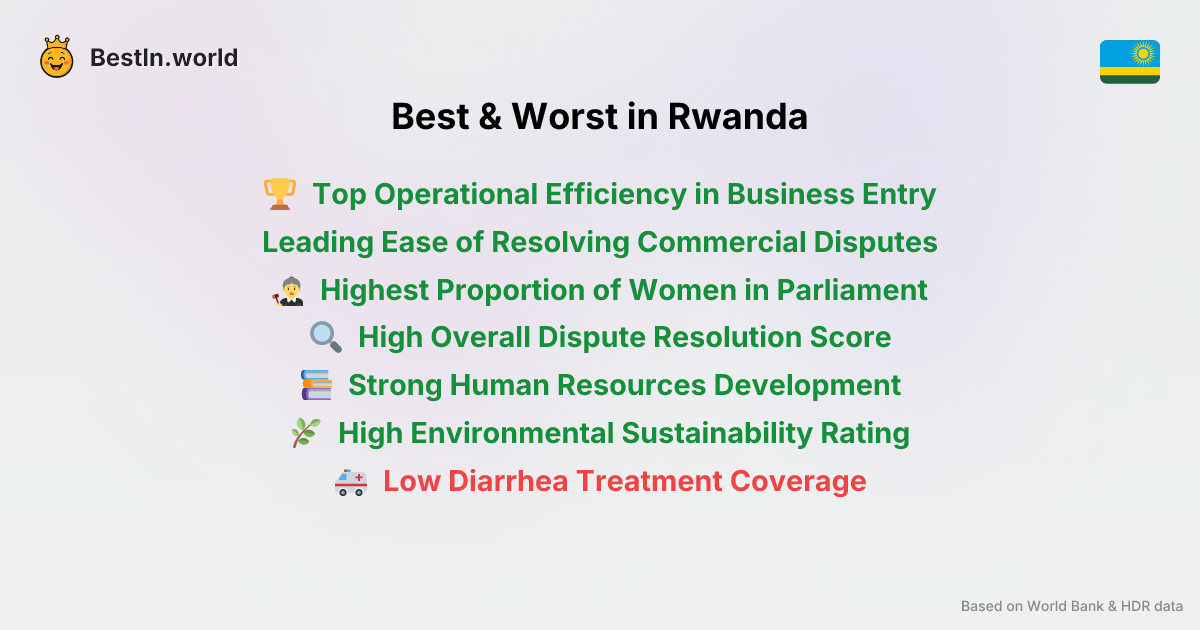 BestIn.world
Best & Worst in Rwanda
Top Operational Efficiency in Business Entry
Leading Ease of Resolving Commercial Disputes
Highest Proportion of Women in Parliament
High Overall Dispute Resolution Score
Strong Human Resources Development
High Environmental Sustainability Rating
Low Diarrhea Treatment Coverage
Based on World Bank & HDR data